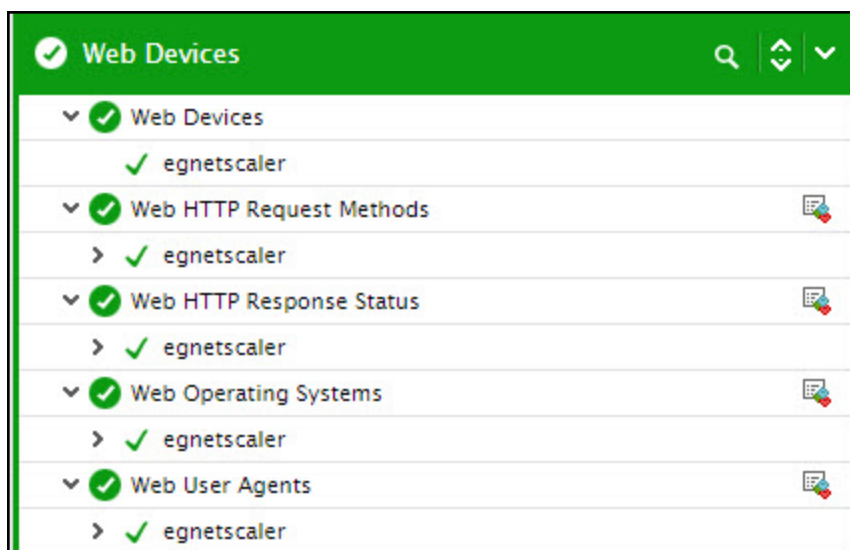 Web Devices
Web Devices
egnetscaler
Web HTTP Request Methods
egnetscaler
Web HTTP Response Status
egnetscaler
Web Operating Systems
egnetscaler
Web User Agents
egnetscaler